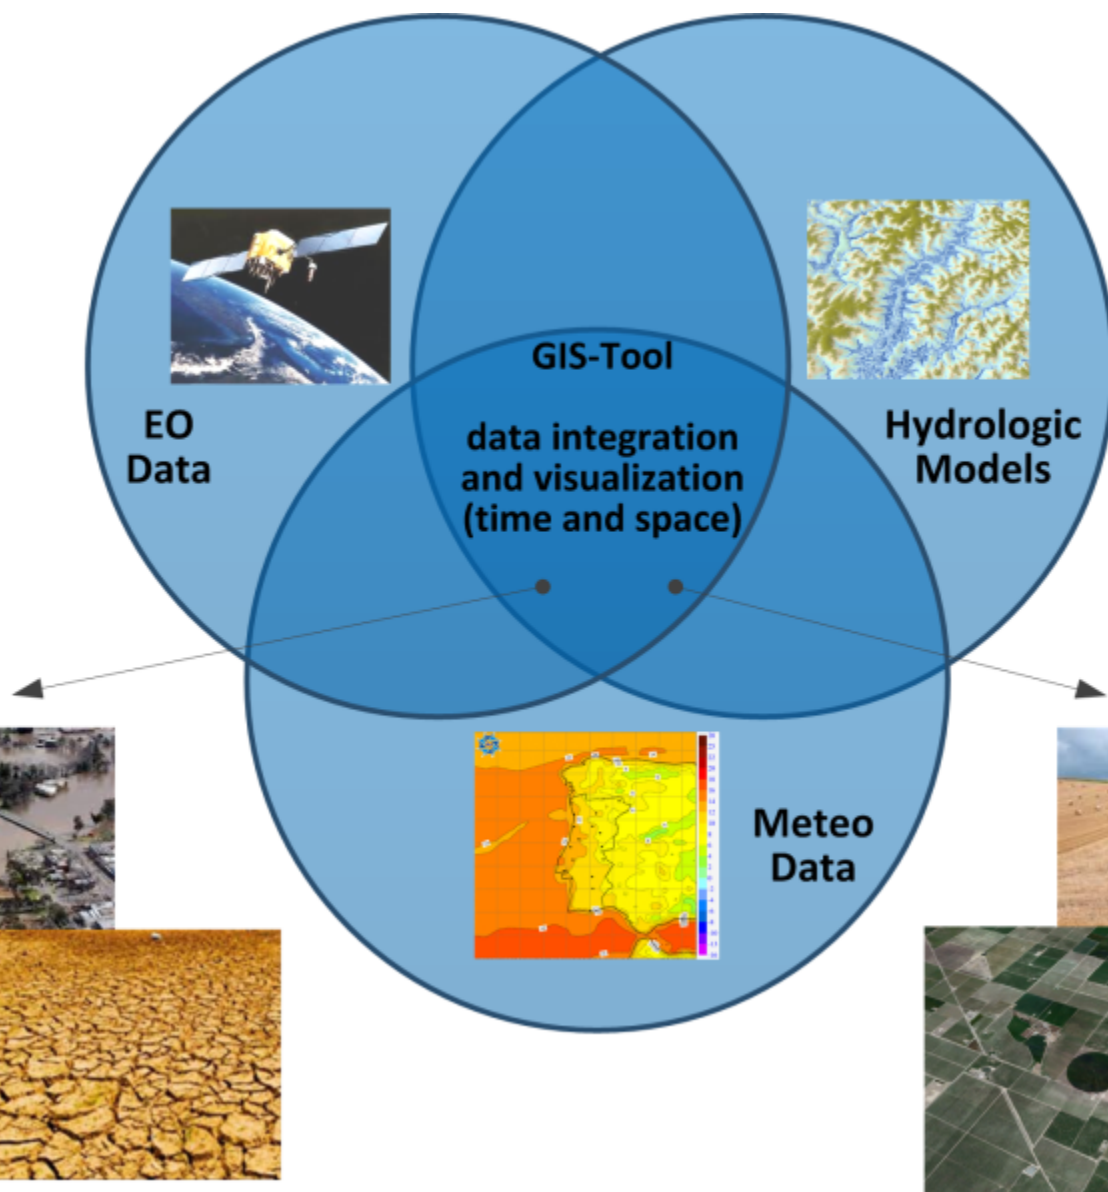 GIS-Tool
EO
Data
Hydrologic
Models
data integration
and visualization
(time and space)
Meteo
Data